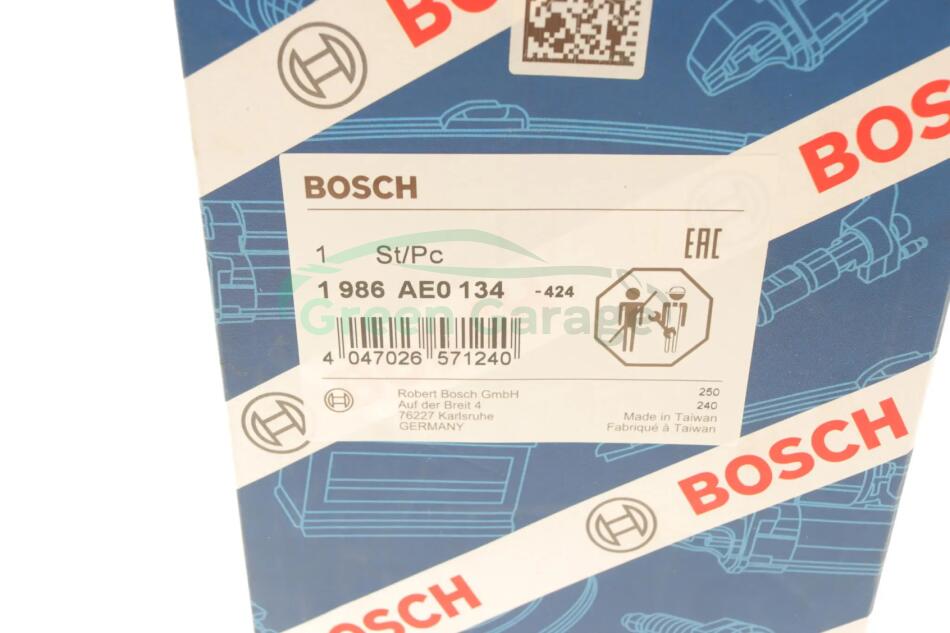 BOSCH
BOSCH
BOSCH
1 St/Pc
EAC
1 986 AE0 134 -424
Green Garage
4 047026 571240
Robert Bosch GmbH
Auf der Breit 4
76227 Karlsruhe
GERMANY
250
240
Made in Taiwan
Fabriqué à Taiwan
BOSCH
BOSCH